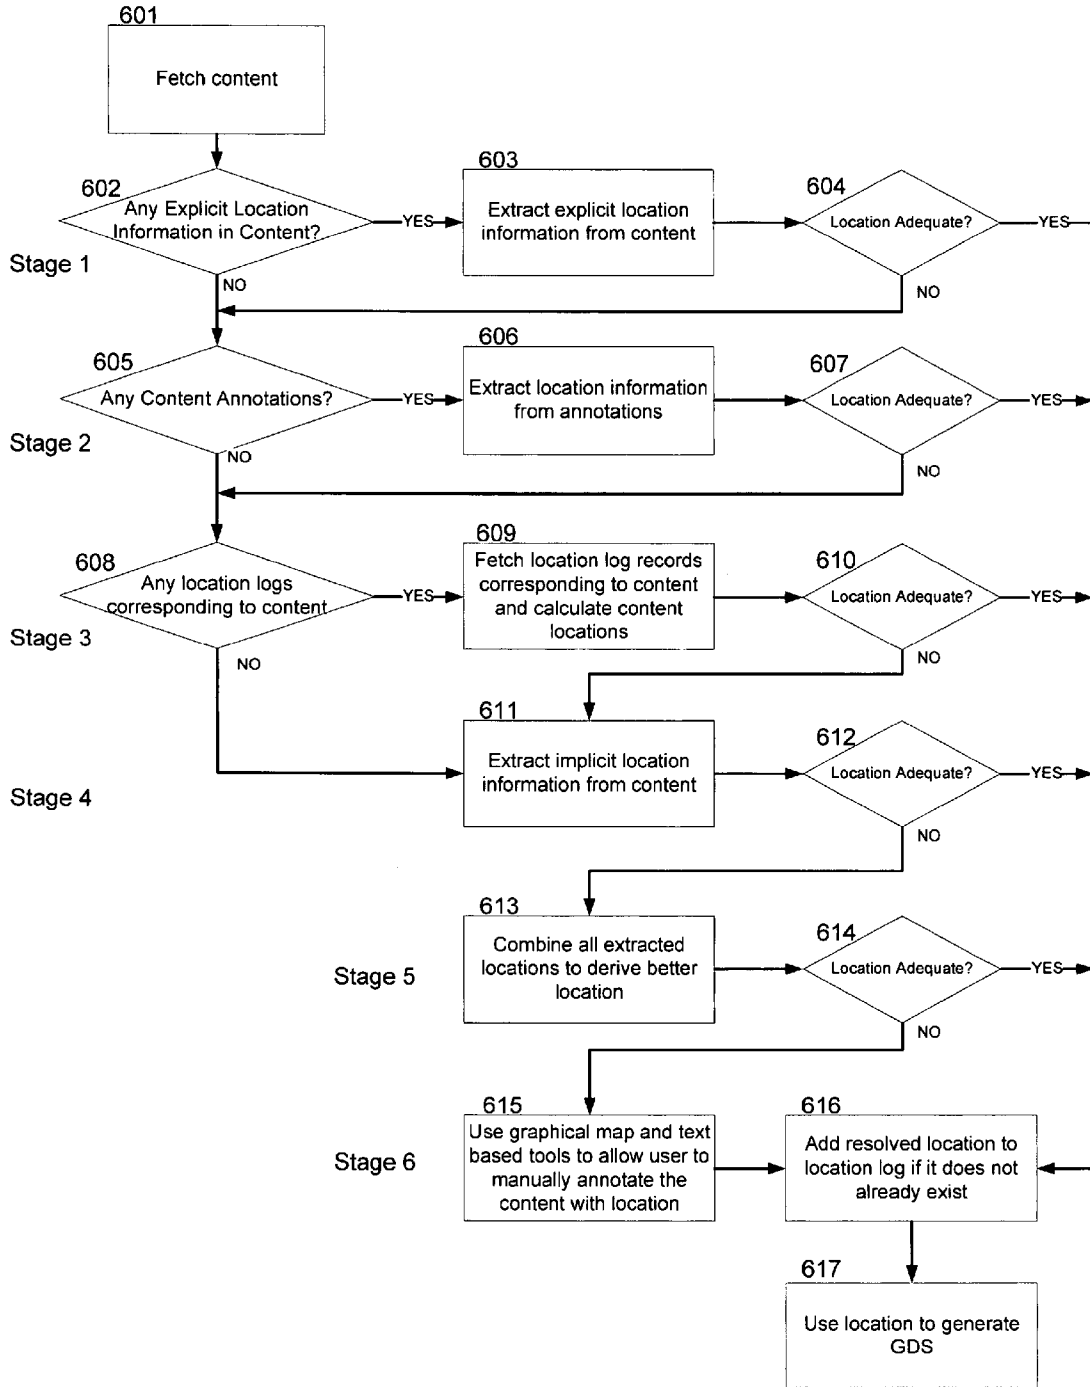 601
Fetch content
602
Any Explicit Location
Information in Content?
YES
603
Extract explicit location
information from content
604
Location Adequate?
YES
Stage 1
NO
NO
605
Any Content Annotations?
YES
606
Extract location information
from annotations
607
Location Adequate?
YES
Stage 2
NO
NO
608
Any location logs
corresponding to content
YES
609
Fetch location log records
corresponding to content
and calculate content
locations
610
Location Adequate?
YES
Stage 3
NO
NO
611
Extract implicit location
information from content
612
Location Adequate?
YES
Stage 4
NO
613
Combine all extracted
locations to derive better
location
614
Location Adequate?
YES
Stage 5
NO
615
Use graphical map and text
based tools to allow user to
manually annotate the
content with location
616
Add resolved location to
location log if it does not
already exist
Stage 6
617
Use location to generate
GDS